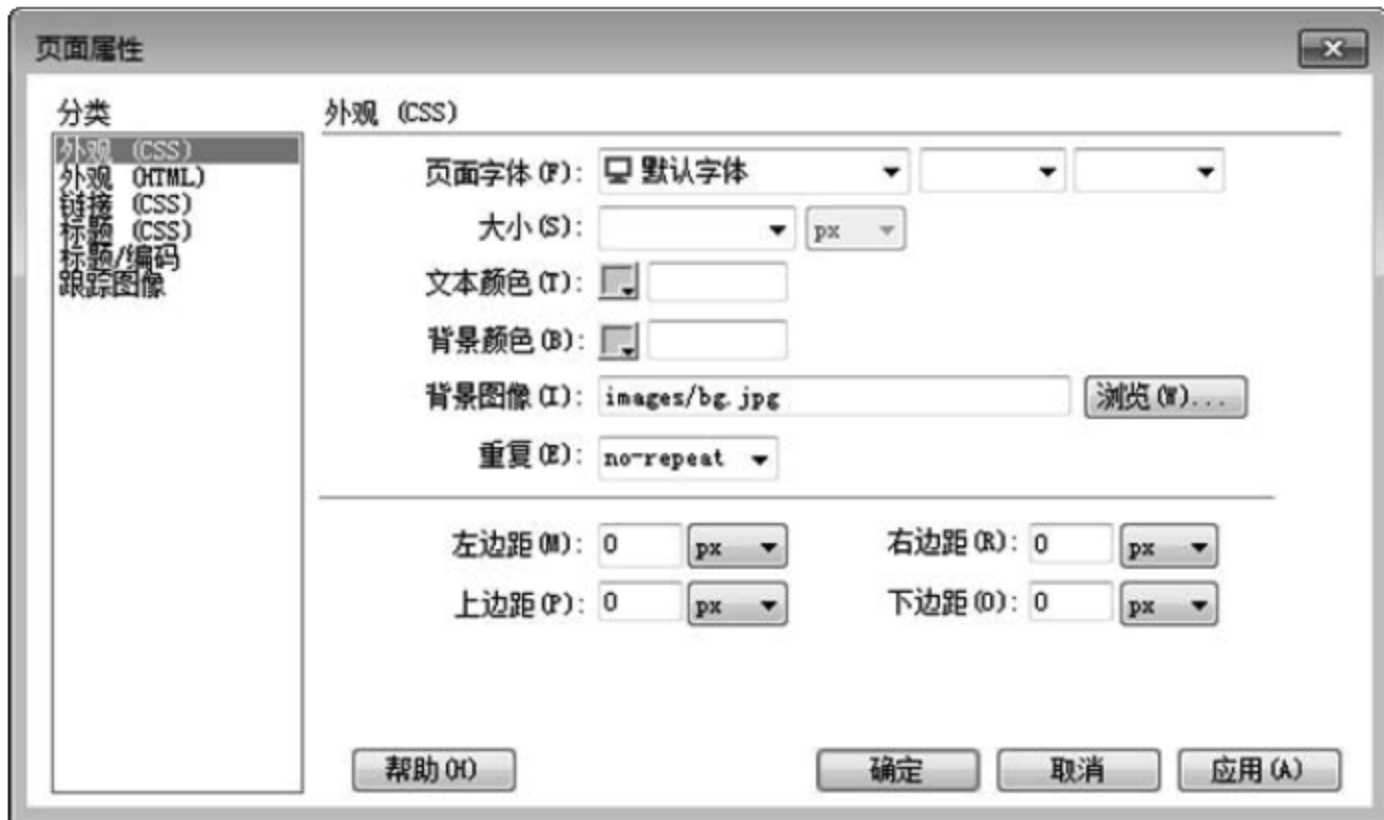 页面属性
分类
外观 (CSS)
外观 (HTML)
链接 (CSS)
标题 (CSS)
标题/编码
跟踪图像
外观 (CSS)
页面字体(F): 默认字体
大小(S): px
文本颜色(T):
背景颜色(B):
背景图像(I): images/bg.jpg 浏览(W)...
重复(E): no-repeat
左边距(M): 0 px 右边距(R): 0 px
上边距(P): 0 px 下边距(O): 0 px
帮助(H) 确定 取消 应用(A)